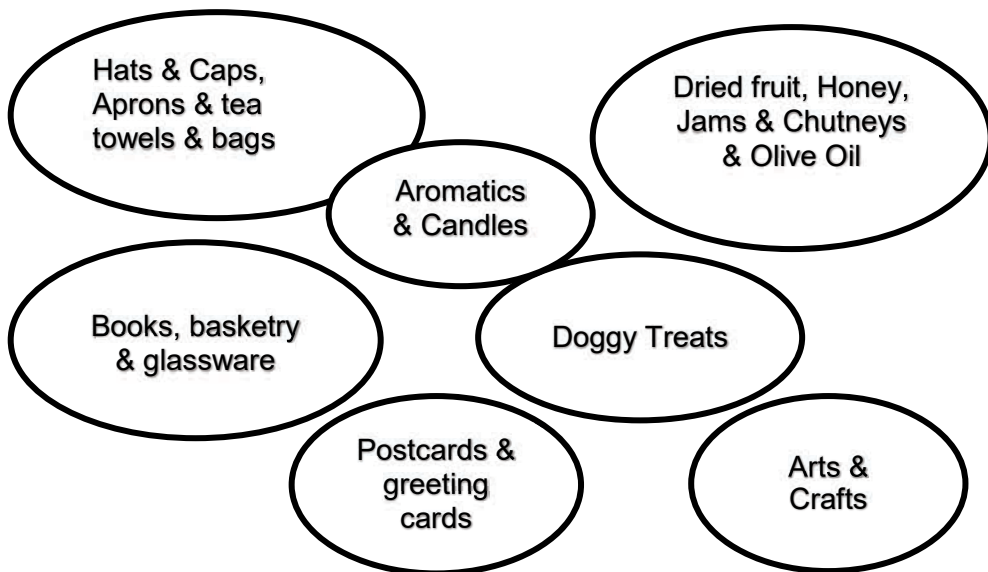 Hats & Caps,
Aprons & tea
towels & bags
Dried fruit, Honey,
Jams & Chutneys
& Olive Oil
Aromatics
& Candles
Books, basketry
& glassware
Doggy Treats
Postcards &
greeting
cards
Arts &
Crafts